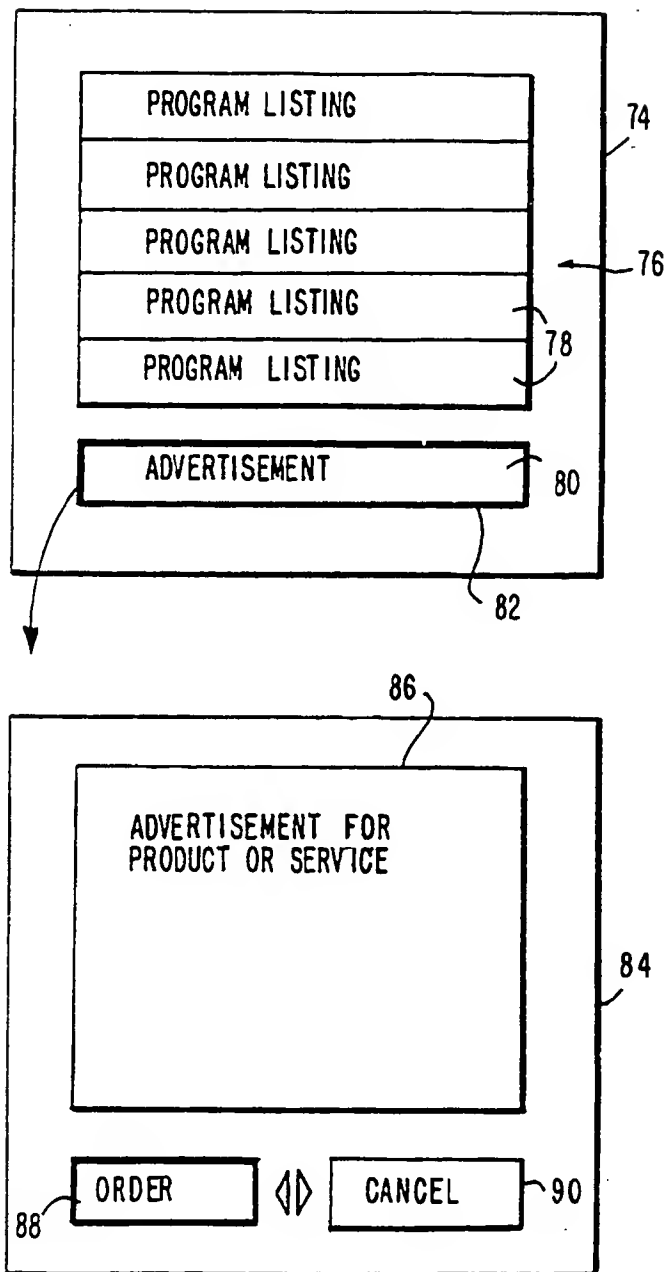 PROGRAM LISTING
74
PROGRAM LISTING
PROGRAM LISTING
76
PROGRAM LISTING
78
PROGRAM LISTING
ADVERTISEMENT
80
82
86
ADVERTISEMENT FOR
PRODUCT OR SERVICE
84
ORDER
CANCEL
90
88